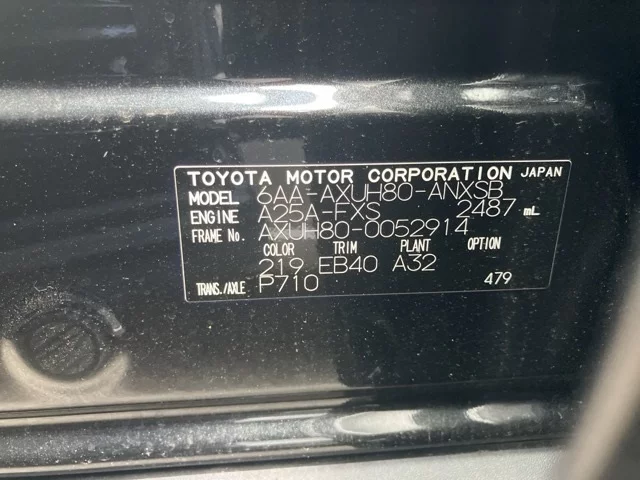 TOYOTA MOTOR CORPORATION JAPAN
MODEL 6AA-AXUH80-ANXSB
ENGINE A25A-FXS 2487 mL
FRAME No. AXUH80-0052914
COLOR TRIM PLANT OPTION
219 EB40 A32
TRANS./AXLE P710 479